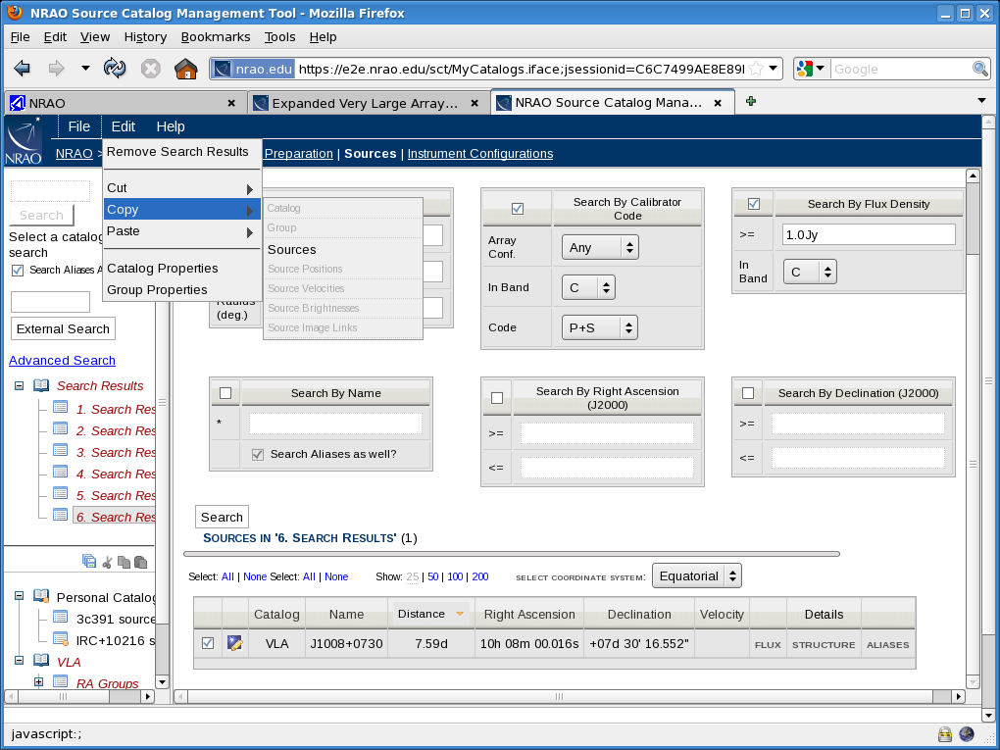 NRAO Source Catalog Management Tool - Mozilla Firefox
File Edit View History Bookmarks Tools Help
nrao.edu https://e2e.nrao.edu/sct/MyCatalogs.iface;jsessionid=C6C7499AE8E89
Google
NRAO
Expanded Very Large Array...
NRAO Source Catalog Mana...
NRAO
File Edit Help
NRAO > Preparation | Sources | Instrument Configurations
Remove Search Results
Cut
Copy
Paste
Catalog Properties
Group Properties
Catalog
Group
Sources
Source Positions
Source Velocities
Source Brightnesses
Source Image Links
Search
Select a catalog
search
Search Aliases A
External Search
Advanced Search
Search Results
1. Search Res
2. Search Res
3. Search Res
4. Search Res
5. Search Res
6. Search Res
Personal Catalog
3c391 source
IRC+10216 s
VLA
RA Groups
Radius
(deg.)
Search By Calibrator
Code
Array
Conf.
Any
In Band
C
Code
P+S
Search By Flux Density
>= 1.0Jy
In
Band
C
Search By Name
*
Search Aliases as well?
Search By Right Ascension
(J2000)
>=
<=
Search By Declination (J2000)
>=
<=
Search
SOURCES IN '6. SEARCH RESULTS' (1)
Select: All | None Select: All | None Show: 25 | 50 | 100 | 200 SELECT COORDINATE SYSTEM: Equatorial
Catalog Name Distance Right Ascension Declination Velocity Details
VLA J1008+0730 7.59d 10h 08m 00.016s +07d 30' 16.552" FLUX STRUCTURE ALIASES
javascript:;